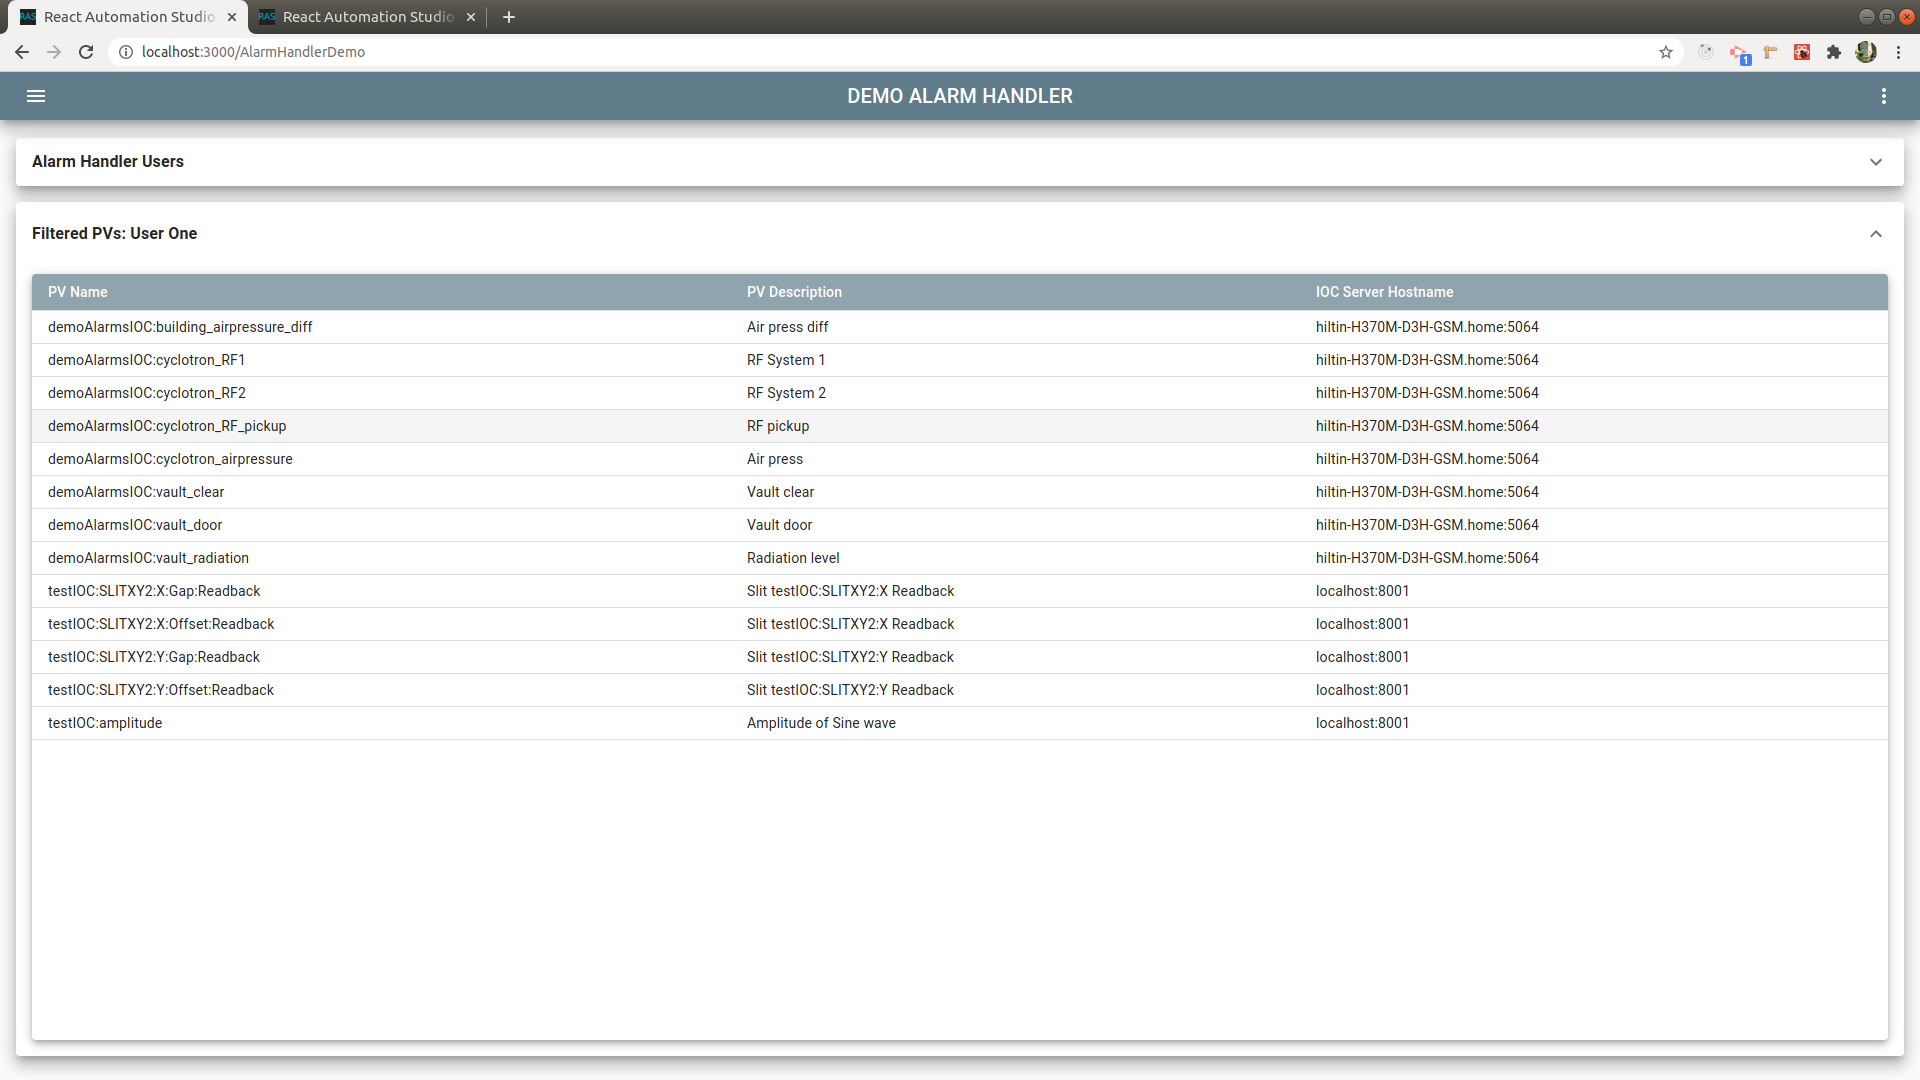 React Automation Studio React Automation Studio
localhost:3000/AlarmHandlerDemo
1
DEMO ALARM HANDLER
Alarm Handler Users
Filtered PVs: User One
PV Name PV Description IOC Server Hostname
demoAlarmsIOC:building_airpressure_diff Air press diff hiltin-H370M-D3H-GSM.home:5064
demoAlarmsIOC:cyclotron_RF1 RF System 1 hiltin-H370M-D3H-GSM.home:5064
demoAlarmsIOC:cyclotron_RF2 RF System 2 hiltin-H370M-D3H-GSM.home:5064
demoAlarmsIOC:cyclotron_RF_pickup RF pickup hiltin-H370M-D3H-GSM.home:5064
demoAlarmsIOC:cyclotron_airpressure Air press hiltin-H370M-D3H-GSM.home:5064
demoAlarmsIOC:vault_clear Vault clear hiltin-H370M-D3H-GSM.home:5064
demoAlarmsIOC:vault_door Vault door hiltin-H370M-D3H-GSM.home:5064
demoAlarmsIOC:vault_radiation Radiation level hiltin-H370M-D3H-GSM.home:5064
testIOC:SLITXY2:X:Gap:Readback Slit testIOC:SLITXY2:X Readback localhost:8001
testIOC:SLITXY2:X:Offset:Readback Slit testIOC:SLITXY2:X Readback localhost:8001
testIOC:SLITXY2:Y:Gap:Readback Slit testIOC:SLITXY2:Y Readback localhost:8001
testIOC:SLITXY2:Y:Offset:Readback Slit testIOC:SLITXY2:Y Readback localhost:8001
testIOC:amplitude Amplitude of Sine wave localhost:8001